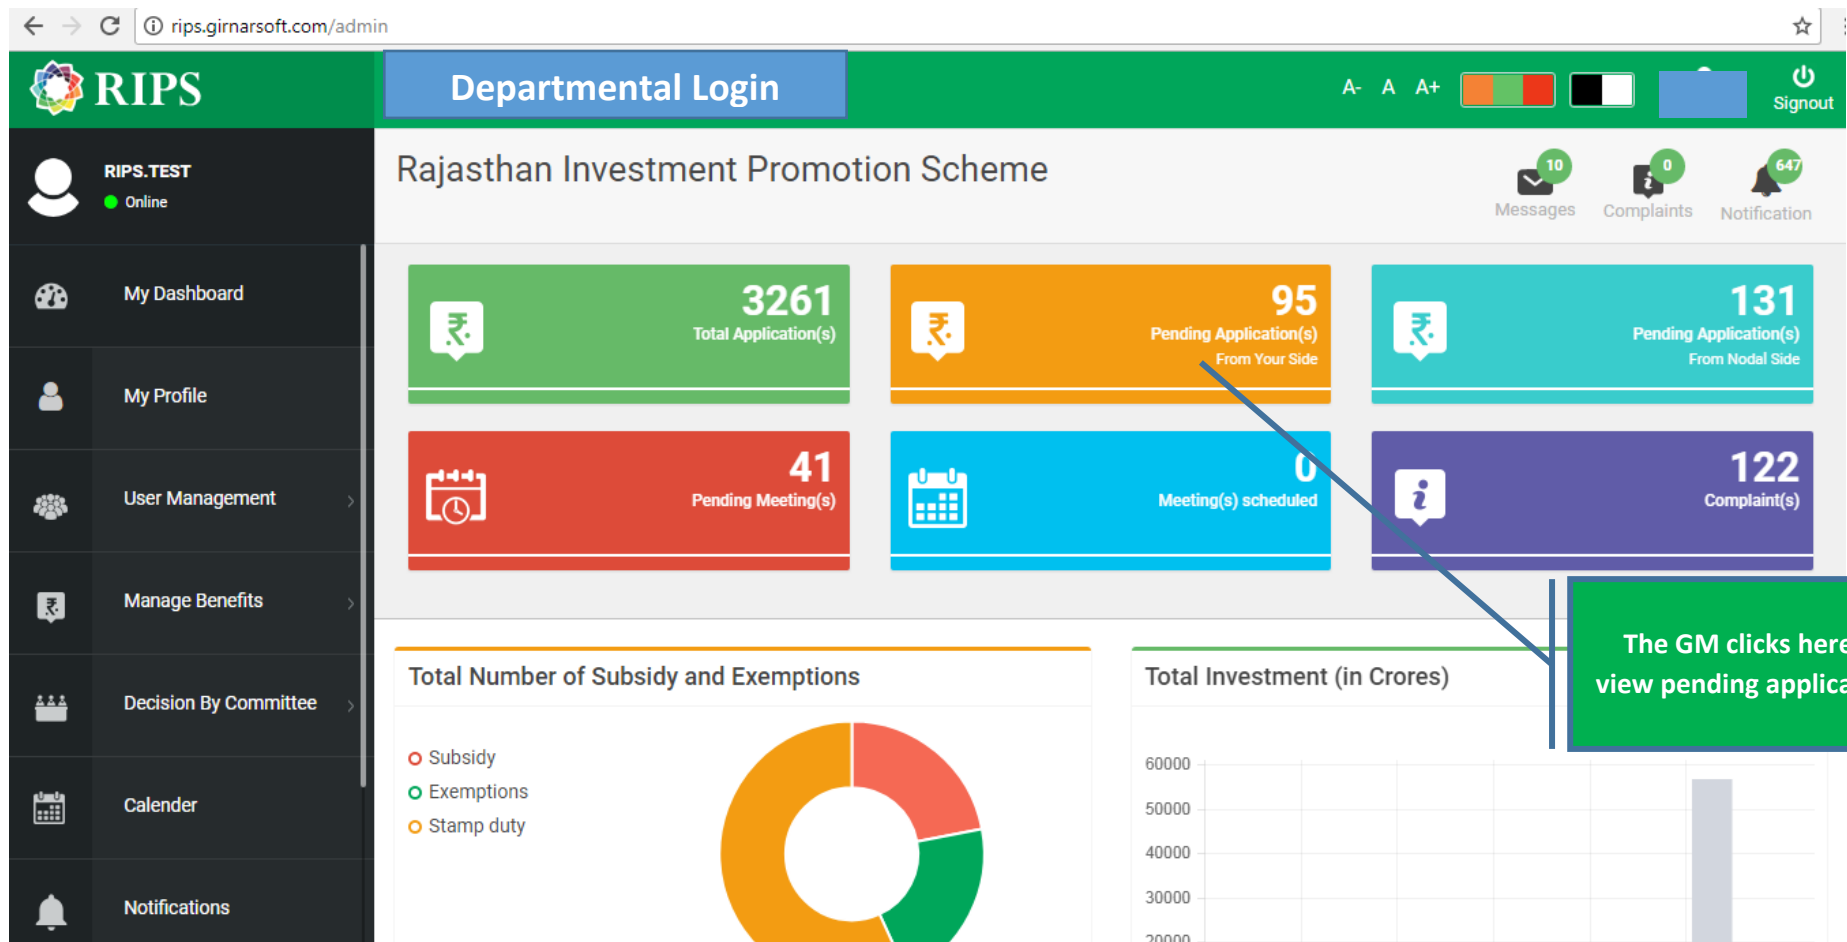 rips.girnarsoft.com/admin
RIPS
Departmental Login
A- A A+
Signout
RIPS.TEST
Online
Rajasthan Investment Promotion Scheme
10
Messages
0
Complaints
647
Notification
My Dashboard
My Profile
User Management
Manage Benefits
Decision By Committee
Calender
Notifications
3261
Total Application(s)
95
Pending Application(s)
From Your Side
131
Pending Application(s)
From Nodal Side
41
Pending Meeting(s)
0
Meeting(s) scheduled
122
Complaint(s)
The GM clicks here
view pending applica
Total Number of Subsidy and Exemptions
Subsidy
Exemptions
Stamp duty
Total Investment (in Crores)
60000
50000
40000
30000
20000